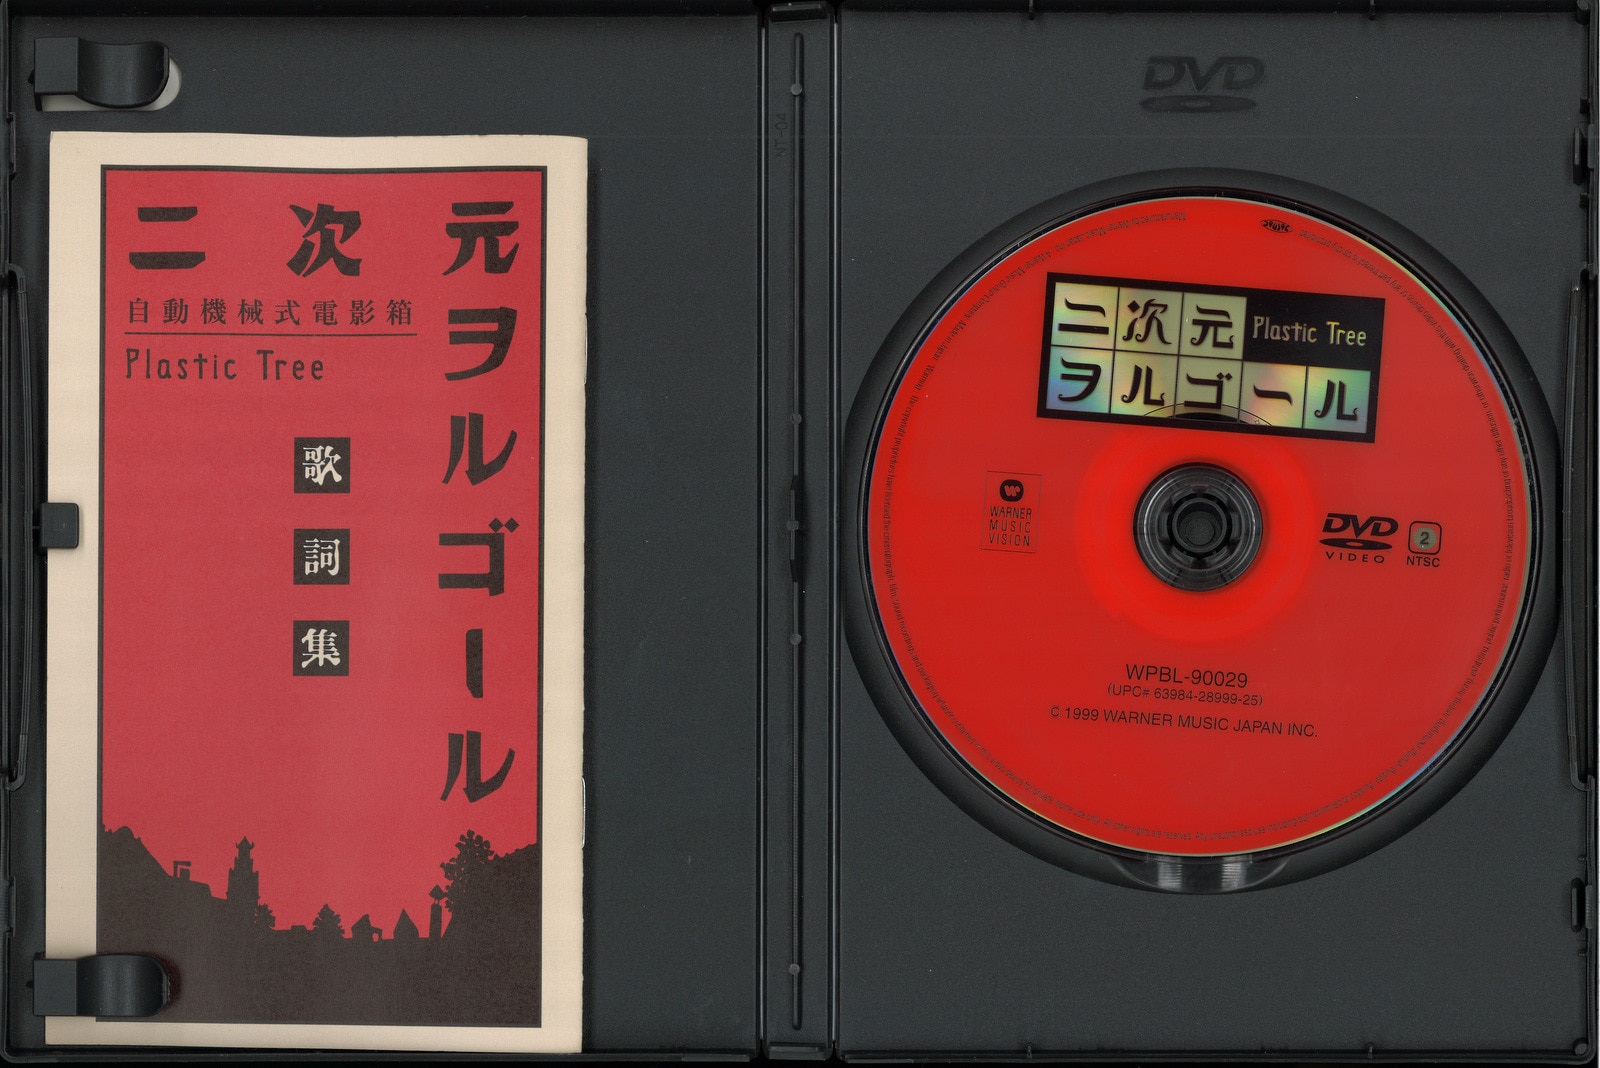 二次元
ヲルゴール
自動機械式電影箱
Plastic Tree
歌
詞
集
NT-04
DVD
二次元
Plastic Tree
ヲルゴール
WARNER
MUSIC
VISION
DVD
VIDEO
2
NTSC
WPBL-90029
(UPC# 63984-28999-25)
© 1999 WARNER MUSIC JAPAN INC.